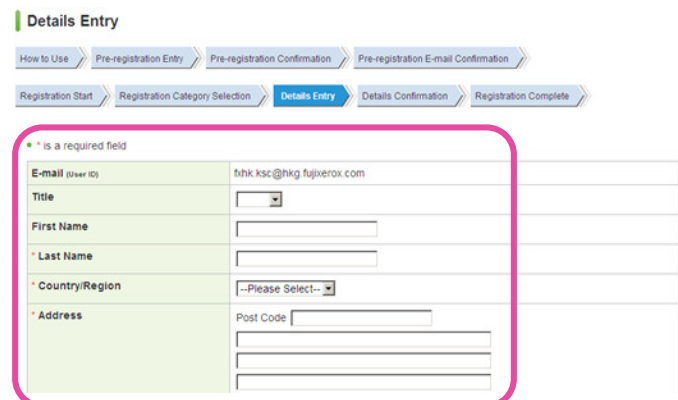 Details Entry
How to Use Pre-registration Entry Pre-registration Confirmation Pre-registration E-mail Confirmation
Registration Start Registration Category Selection Details Entry Details Confirmation Registration Complete
* is a required field
E-mail (User ID) fxhk.ksc@hkg.fujixerox.com
Title
First Name
* Last Name
* Country/Region --Please Select--
* Address Post Code